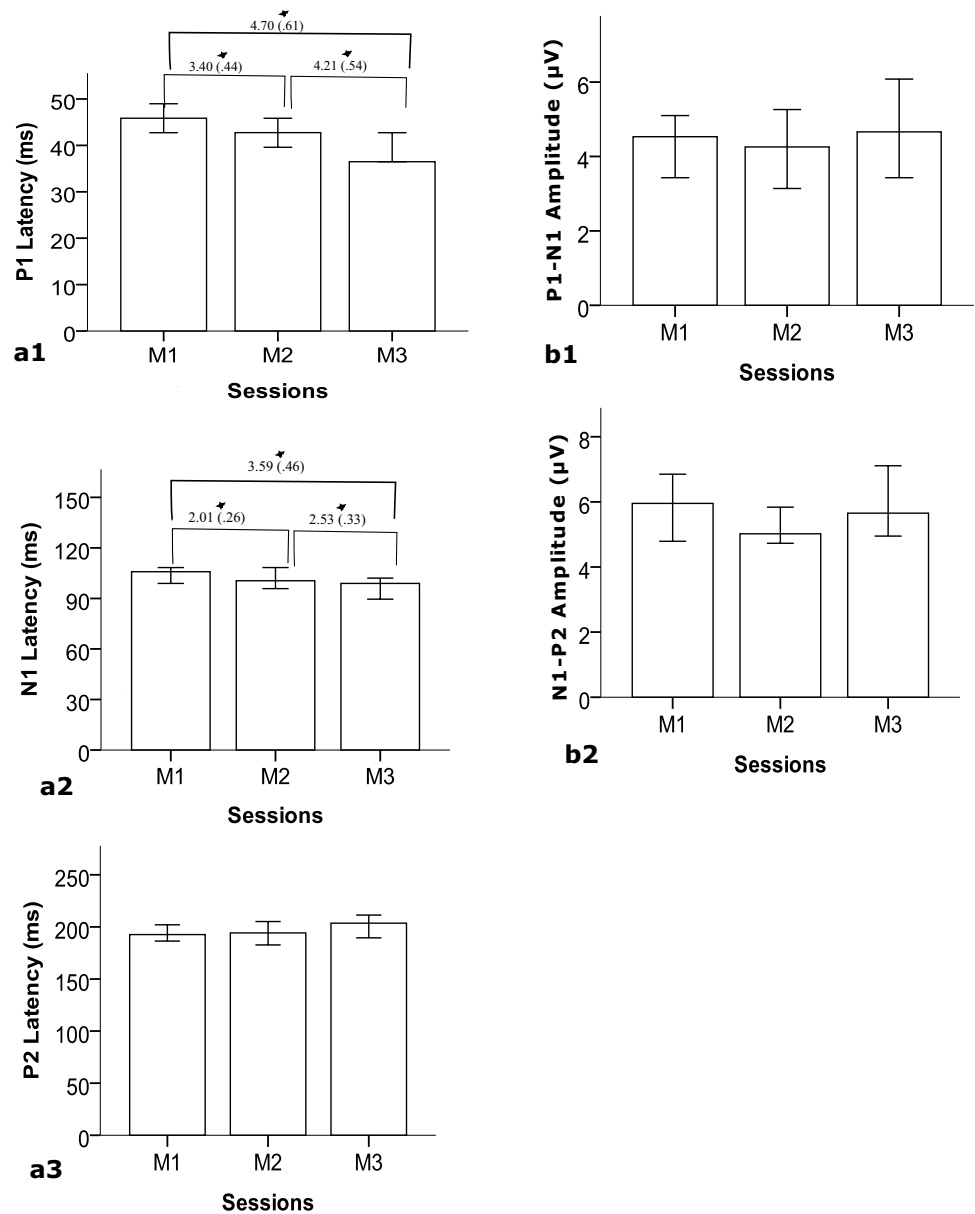 4.70 (.61)
3.40 (.44)
4.21 (.54)
P1 Latency (ms)
50
40
30
20
10
0
M1 M2 M3
a1
Sessions
P1-N1 Amplitude (µV)
6
4
2
0
M1 M2 M3
b1
Sessions
3.59 (.46)
2.01 (.26)
2.53 (.33)
N1 Latency (ms)
150
120
90
60
30
0
M1 M2 M3
a2
Sessions
N1-P2 Amplitude (µV)
8
6
4
2
0
M1 M2 M3
b2
Sessions
P2 Latency (ms)
250
200
150
100
50
0
M1 M2 M3
a3
Sessions